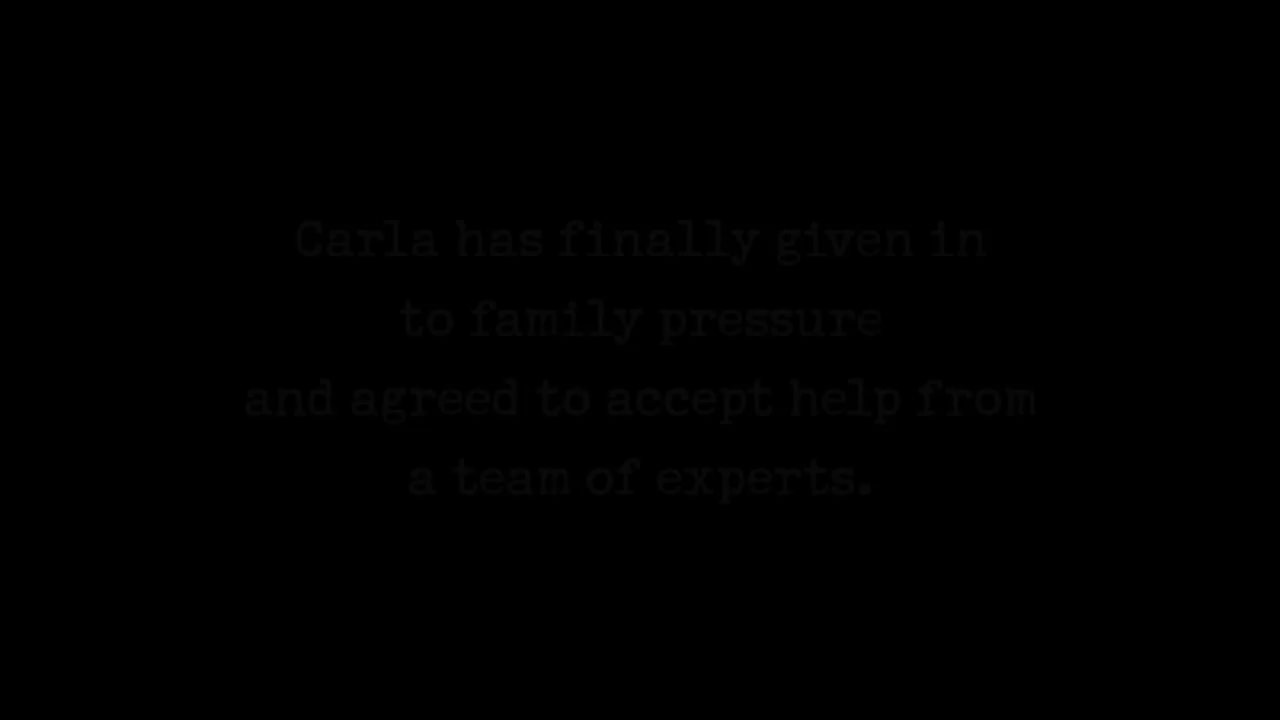 Carla has finally given in
to family pressure
and agreed to accept help from
a team of experts.